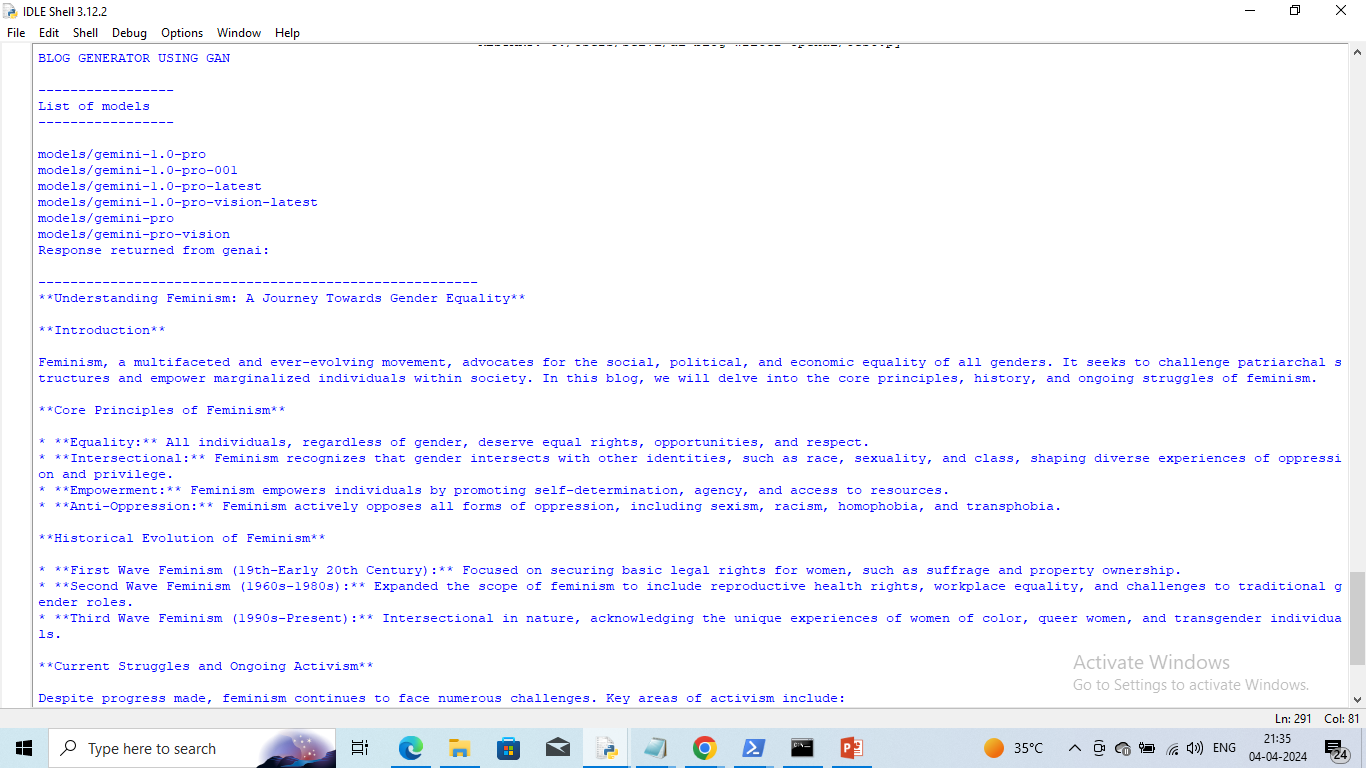 IDLE Shell 3.12.2
File Edit Shell Debug Options Window Help
BLOG GENERATOR USING GAN
-----------------
List of models
-----------------
models/gemini-1.0-pro
models/gemini-1.0-pro-001
models/gemini-1.0-pro-latest
models/gemini-1.0-pro-vision-latest
models/gemini-pro
models/gemini-pro-vision
Response returned from genai:
-------------------------------------------------------
**Understanding Feminism: A Journey Towards Gender Equality**
**Introduction**
Feminism, a multifaceted and ever-evolving movement, advocates for the social, political, and economic equality of all genders. It seeks to challenge patriarchal s
tructures and empower marginalized individuals within society. In this blog, we will delve into the core principles, history, and ongoing struggles of feminism.
**Core Principles of Feminism**
* **Equality:** All individuals, regardless of gender, deserve equal rights, opportunities, and respect.
* **Intersectional:** Feminism recognizes that gender intersects with other identities, such as race, sexuality, and class, shaping diverse experiences of oppressi
on and privilege.
* **Empowerment:** Feminism empowers individuals by promoting self-determination, agency, and access to resources.
* **Anti-Oppression:** Feminism actively opposes all forms of oppression, including sexism, racism, homophobia, and transphobia.
**Historical Evolution of Feminism**
* **First Wave Feminism (19th-Early 20th Century):** Focused on securing basic legal rights for women, such as suffrage and property ownership.
* **Second Wave Feminism (1960s-1980s):** Expanded the scope of feminism to include reproductive health rights, workplace equality, and challenges to traditional g
ender roles.
* **Third Wave Feminism (1990s-Present):** Intersectional in nature, acknowledging the unique experiences of women of color, queer women, and transgender individua
ls.
**Current Struggles and Ongoing Activism**
Despite progress made, feminism continues to face numerous challenges. Key areas of activism include:
Activate Windows
Go to Settings to activate Windows.
Ln: 291 Col: 81
Type here to search
35°C
ENG
21:35
04-04-2024
24